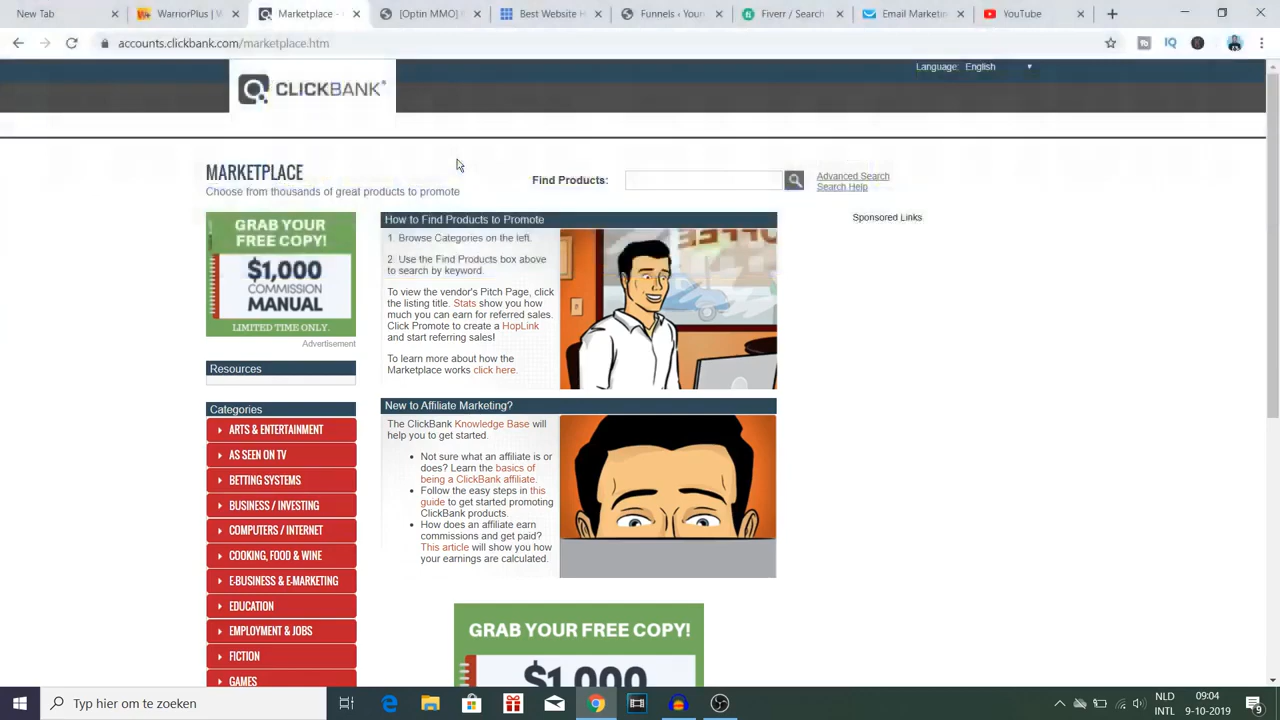 New Tab
WarriorPlus | W
Marketplace -
[Optin MMO]
Best Website H
Funnels « Your
Fiverr / Search
Email Marketin
YouTube
accounts.clickbank.com/marketplace.htm
Language: English
CLICKBANK®
MARKETPLACE
Choose from thousands of great products to promote
Find Products:
Advanced Search
Search Help
GRAB YOUR
FREE COPY!
$1,000
COMMISSION
MANUAL
LIMITED TIME ONLY.
Advertisement
Resources
Categories
ARTS & ENTERTAINMENT
AS SEEN ON TV
BETTING SYSTEMS
BUSINESS / INVESTING
COMPUTERS / INTERNET
COOKING, FOOD & WINE
E-BUSINESS & E-MARKETING
EDUCATION
EMPLOYMENT & JOBS
FICTION
GAMES
How to Find Products to Promote
1. Browse Categories on the left.
2. Use the Find Products box above
to search by keyword.
To view the vendor's Pitch Page, click
the listing title. Stats show you how
much you can earn for referred sales.
Click Promote to create a HopLink
and start referring sales!
To learn more about how the
Marketplace works click here.
New to Affiliate Marketing?
The ClickBank Knowledge Base will
help you to get started.
• Not sure what an affiliate is or
does? Learn the basics of
being a ClickBank affiliate.
• Follow the easy steps in this
guide to get started promoting
ClickBank products.
• How does an affiliate earn
commissions and get paid?
This article will show you how
your earnings are calculated.
GRAB YOUR FREE COPY!
$1,000
Sponsored Links
Typ hier om te zoeken
NLD
INTL
09:04
9-10-2019
9